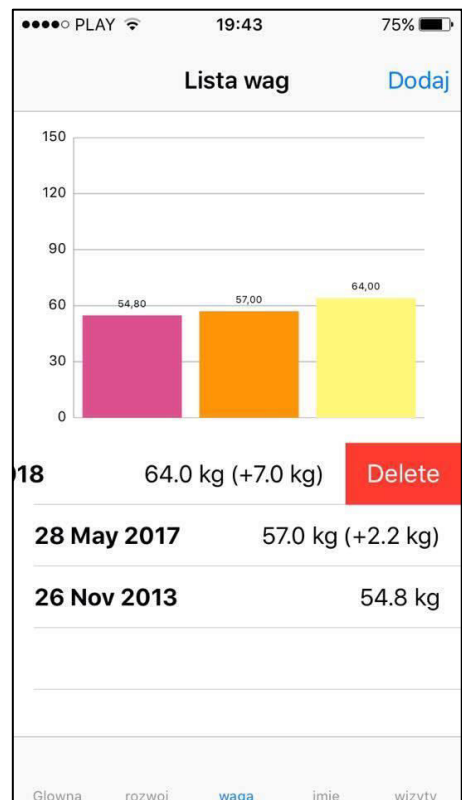 PLAY 19:43 75%
Lista wag Dodaj
150
120
90
60
30
0
54,80 57,00 64,00
18 64.0 kg (+7.0 kg) Delete
28 May 2017 57.0 kg (+2.2 kg)
26 Nov 2013 54.8 kg
Glowna rozwoj waga imie wizyty